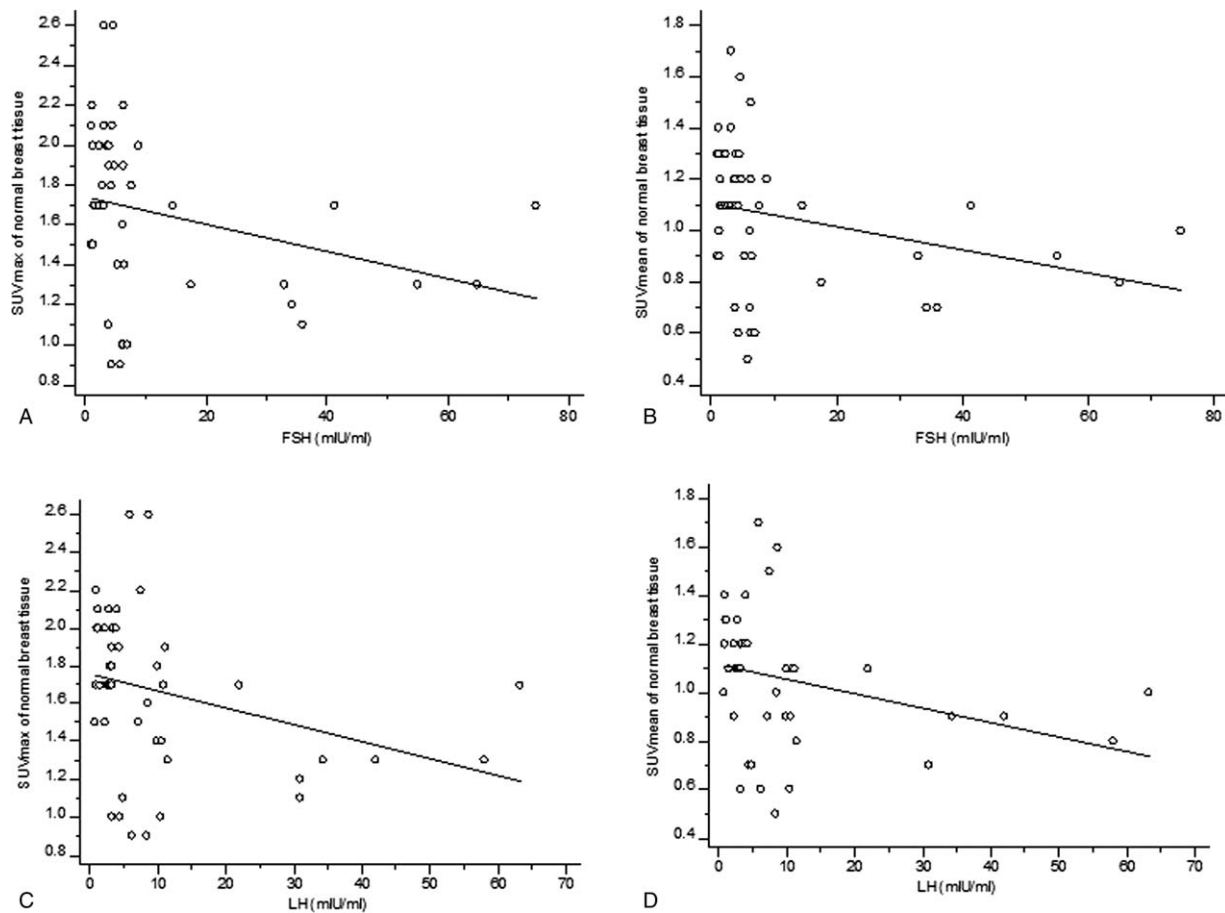 2.6
2.4
2.2
2.0
1.8
1.6
1.4
1.2
1.0
0.8
SUVmax of normal breast tissue
0 20 40 60 80
FSH (mIU/ml)
A
1.8
1.6
1.4
1.2
1.0
0.8
0.6
0.4
SUVmean of normal breast tissue
0 20 40 60 80
FSH (mIU/ml)
B
2.6
2.4
2.2
2.0
1.8
1.6
1.4
1.2
1.0
0.8
SUVmax of normal breast tissue
0 10 20 30 40 50 60 70
LH (mIU/ml)
C
1.8
1.6
1.4
1.2
1.0
0.8
0.6
0.4
SUVmean of normal breast tissue
0 10 20 30 40 50 60 70
LH (mIU/ml)
D